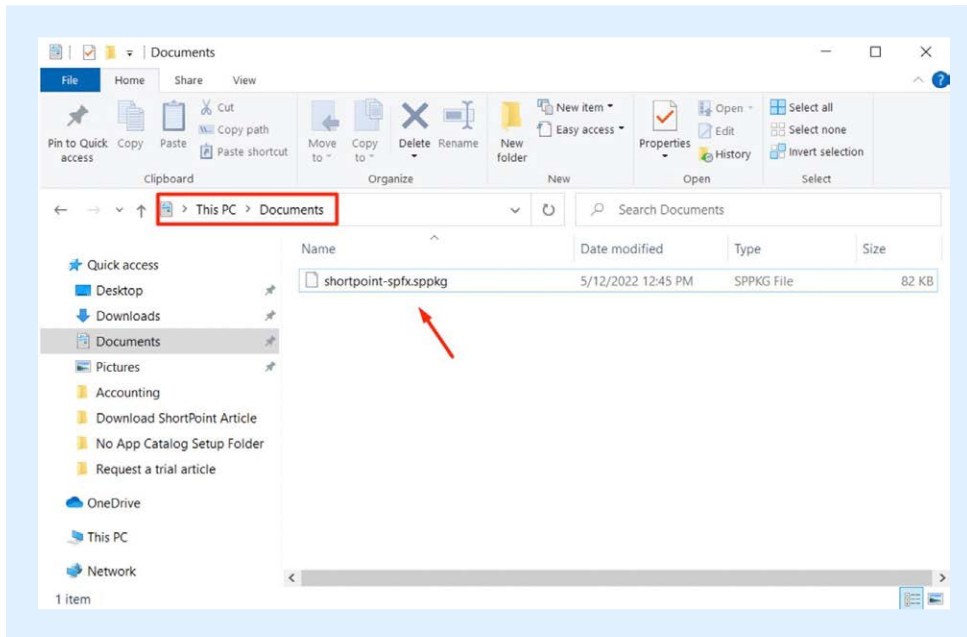 Documents
File Home Share View
Pin to Quick access
Copy
Paste
Cut
Copy path
Paste shortcut
Clipboard
Move to
Copy to
Delete
Rename
Organize
New folder
New item
Easy access
New
Properties
Open
Edit
History
Open
Select all
Select none
Invert selection
Select
This PC > Documents
Search Documents
Name Date modified Type Size
shortpoint-spfx.sppkg 5/12/2022 12:45 PM SPPKG File 82 KB
Quick access
Desktop
Downloads
Documents
Pictures
Accounting
Download ShortPoint Article
No App Catalog Setup Folder
Request a trial article
OneDrive
This PC
Network
1 item